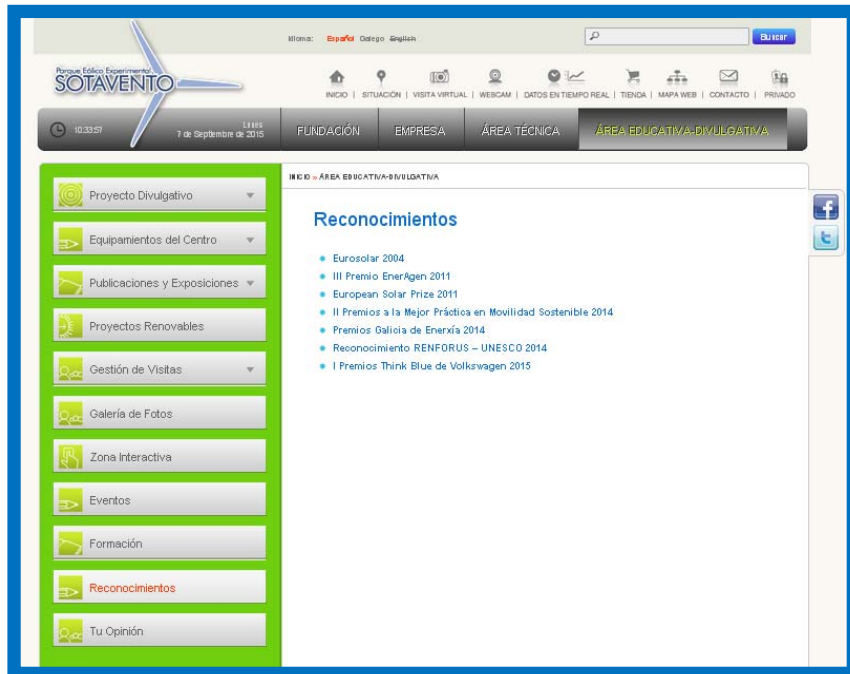 Idioma: Español Galego English
Buscar
Parque Eólico Experimental
SOTAVENTO
INICIO | SITUACIÓN | VISITA VIRTUAL | WEBCAM | DATOS EN TIEMPO REAL | TIENDA | MAPA WEB | CONTACTO | PRIVADO
10:33:57
Lunes
7 de Septiembre de 2015
FUNDACIÓN EMPRESA ÁREA TÉCNICA ÁREA EDUCATIVA-DIVULGATIVA
INICIO » ÁREA EDUCATIVA-DIVULGATIVA
Proyecto Divulgativo
Equipamientos del Centro
Publicaciones y Exposiciones
Proyectos Renovables
Gestión de Visitas
Galería de Fotos
Zona Interactiva
Eventos
Formación
Reconocimientos
Tu Opinión
Reconocimientos
Eurosolar 2004
III Premio EnerAgen 2011
European Solar Prize 2011
II Premios a la Mejor Práctica en Movilidad Sostenible 2014
Premios Galicia de Enerxía 2014
Reconocimiento RENFORUS – UNESCO 2014
I Premios Think Blue de Volkswagen 2015
f
t